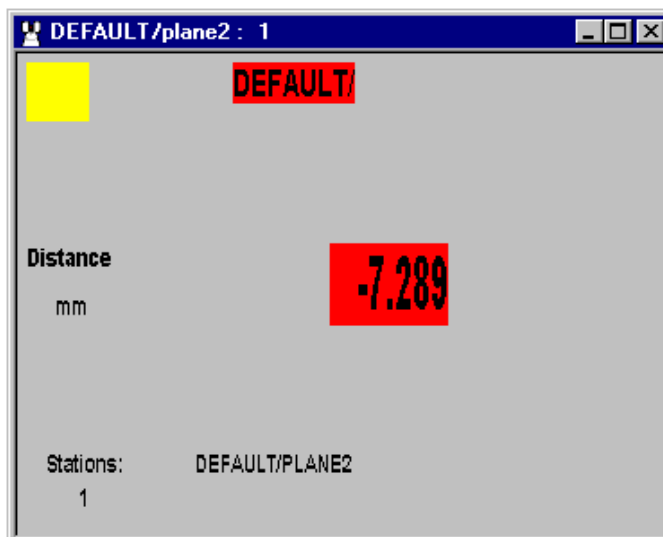 DEFAULT/plane2 : 1
DEFAULT/
Distance
-7.289
mm
Stations: DEFAULT/PLANE2
1